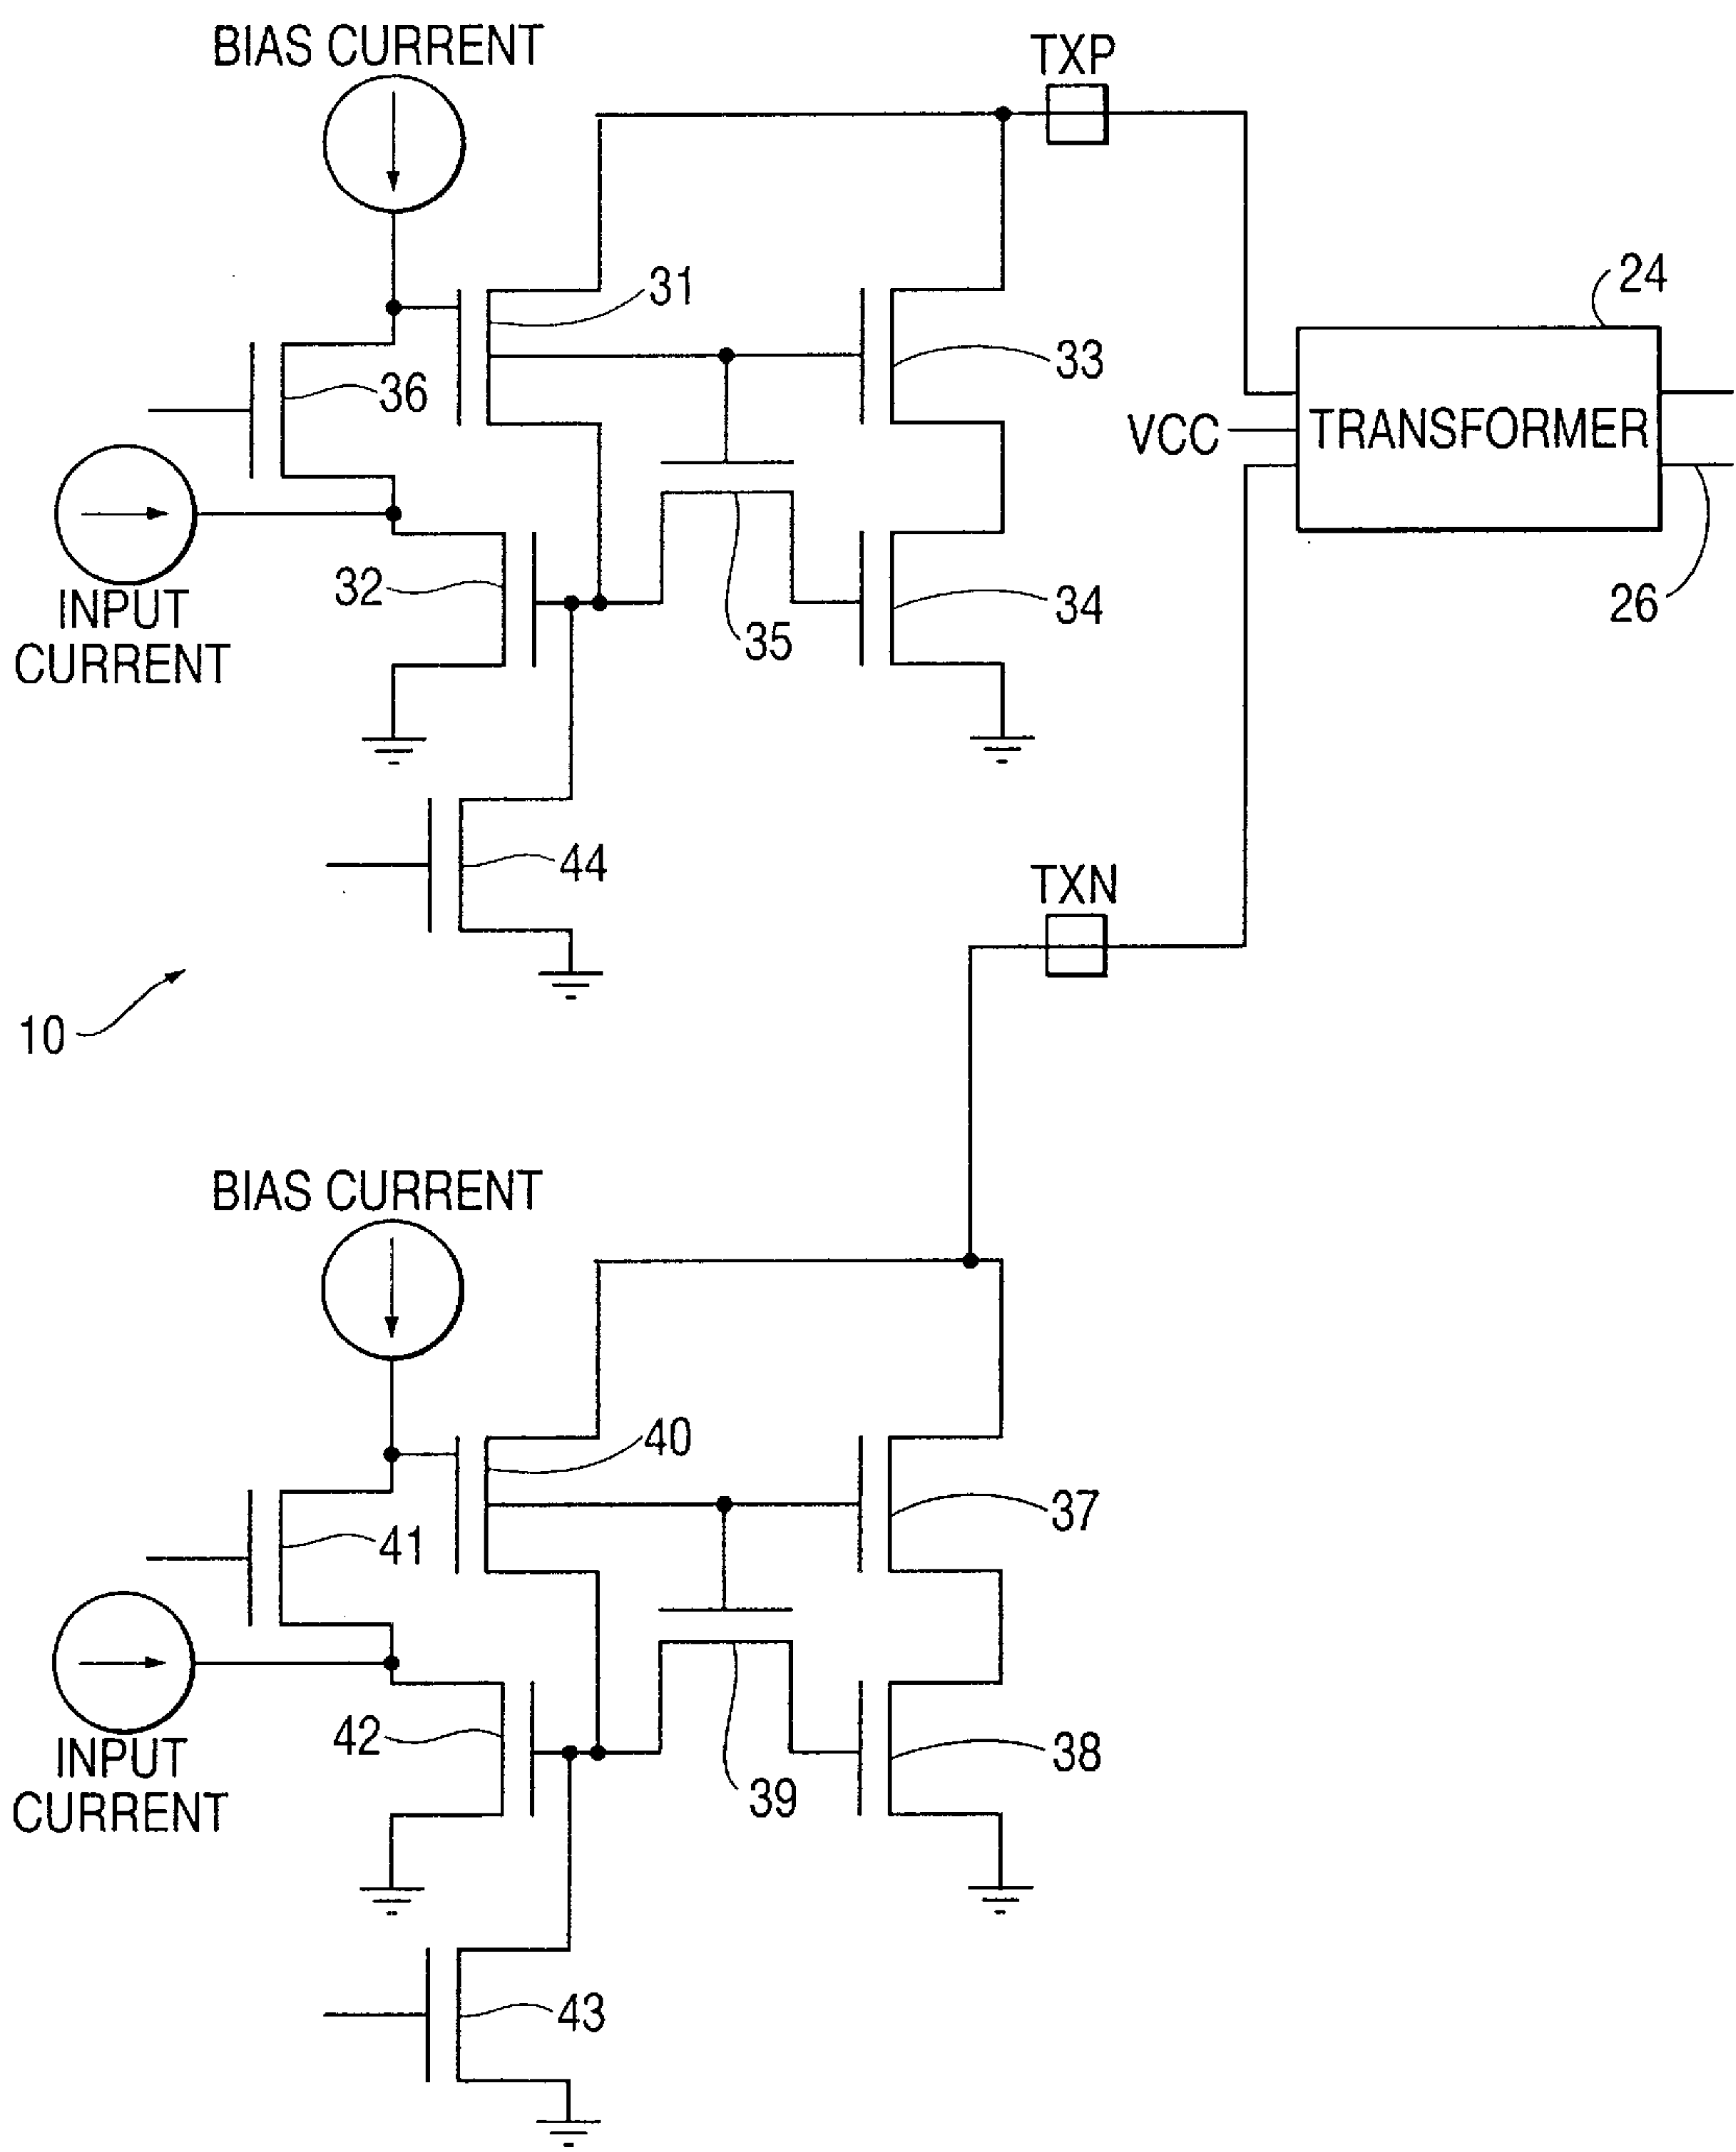 BIAS CURRENT
TXP
31
24
36
33
VCC
TRANSFORMER
32
34
26
INPUT
CURRENT
35
44
TXN
10
BIAS CURRENT
40
37
41
42
38
INPUT
CURRENT
39
43